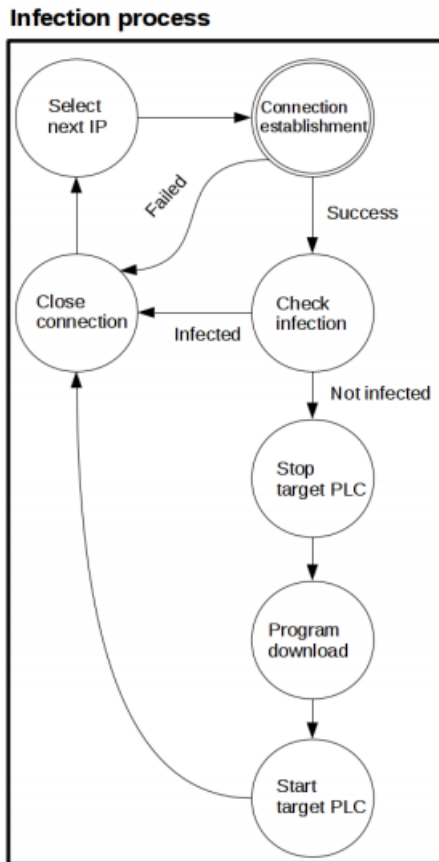 Infection process
Select
next IP
Connection
establishment
Failed
Success
Close
connection
Infected
Check
infection
Not infected
Stop
target PLC
Program
download
Start
target PLC